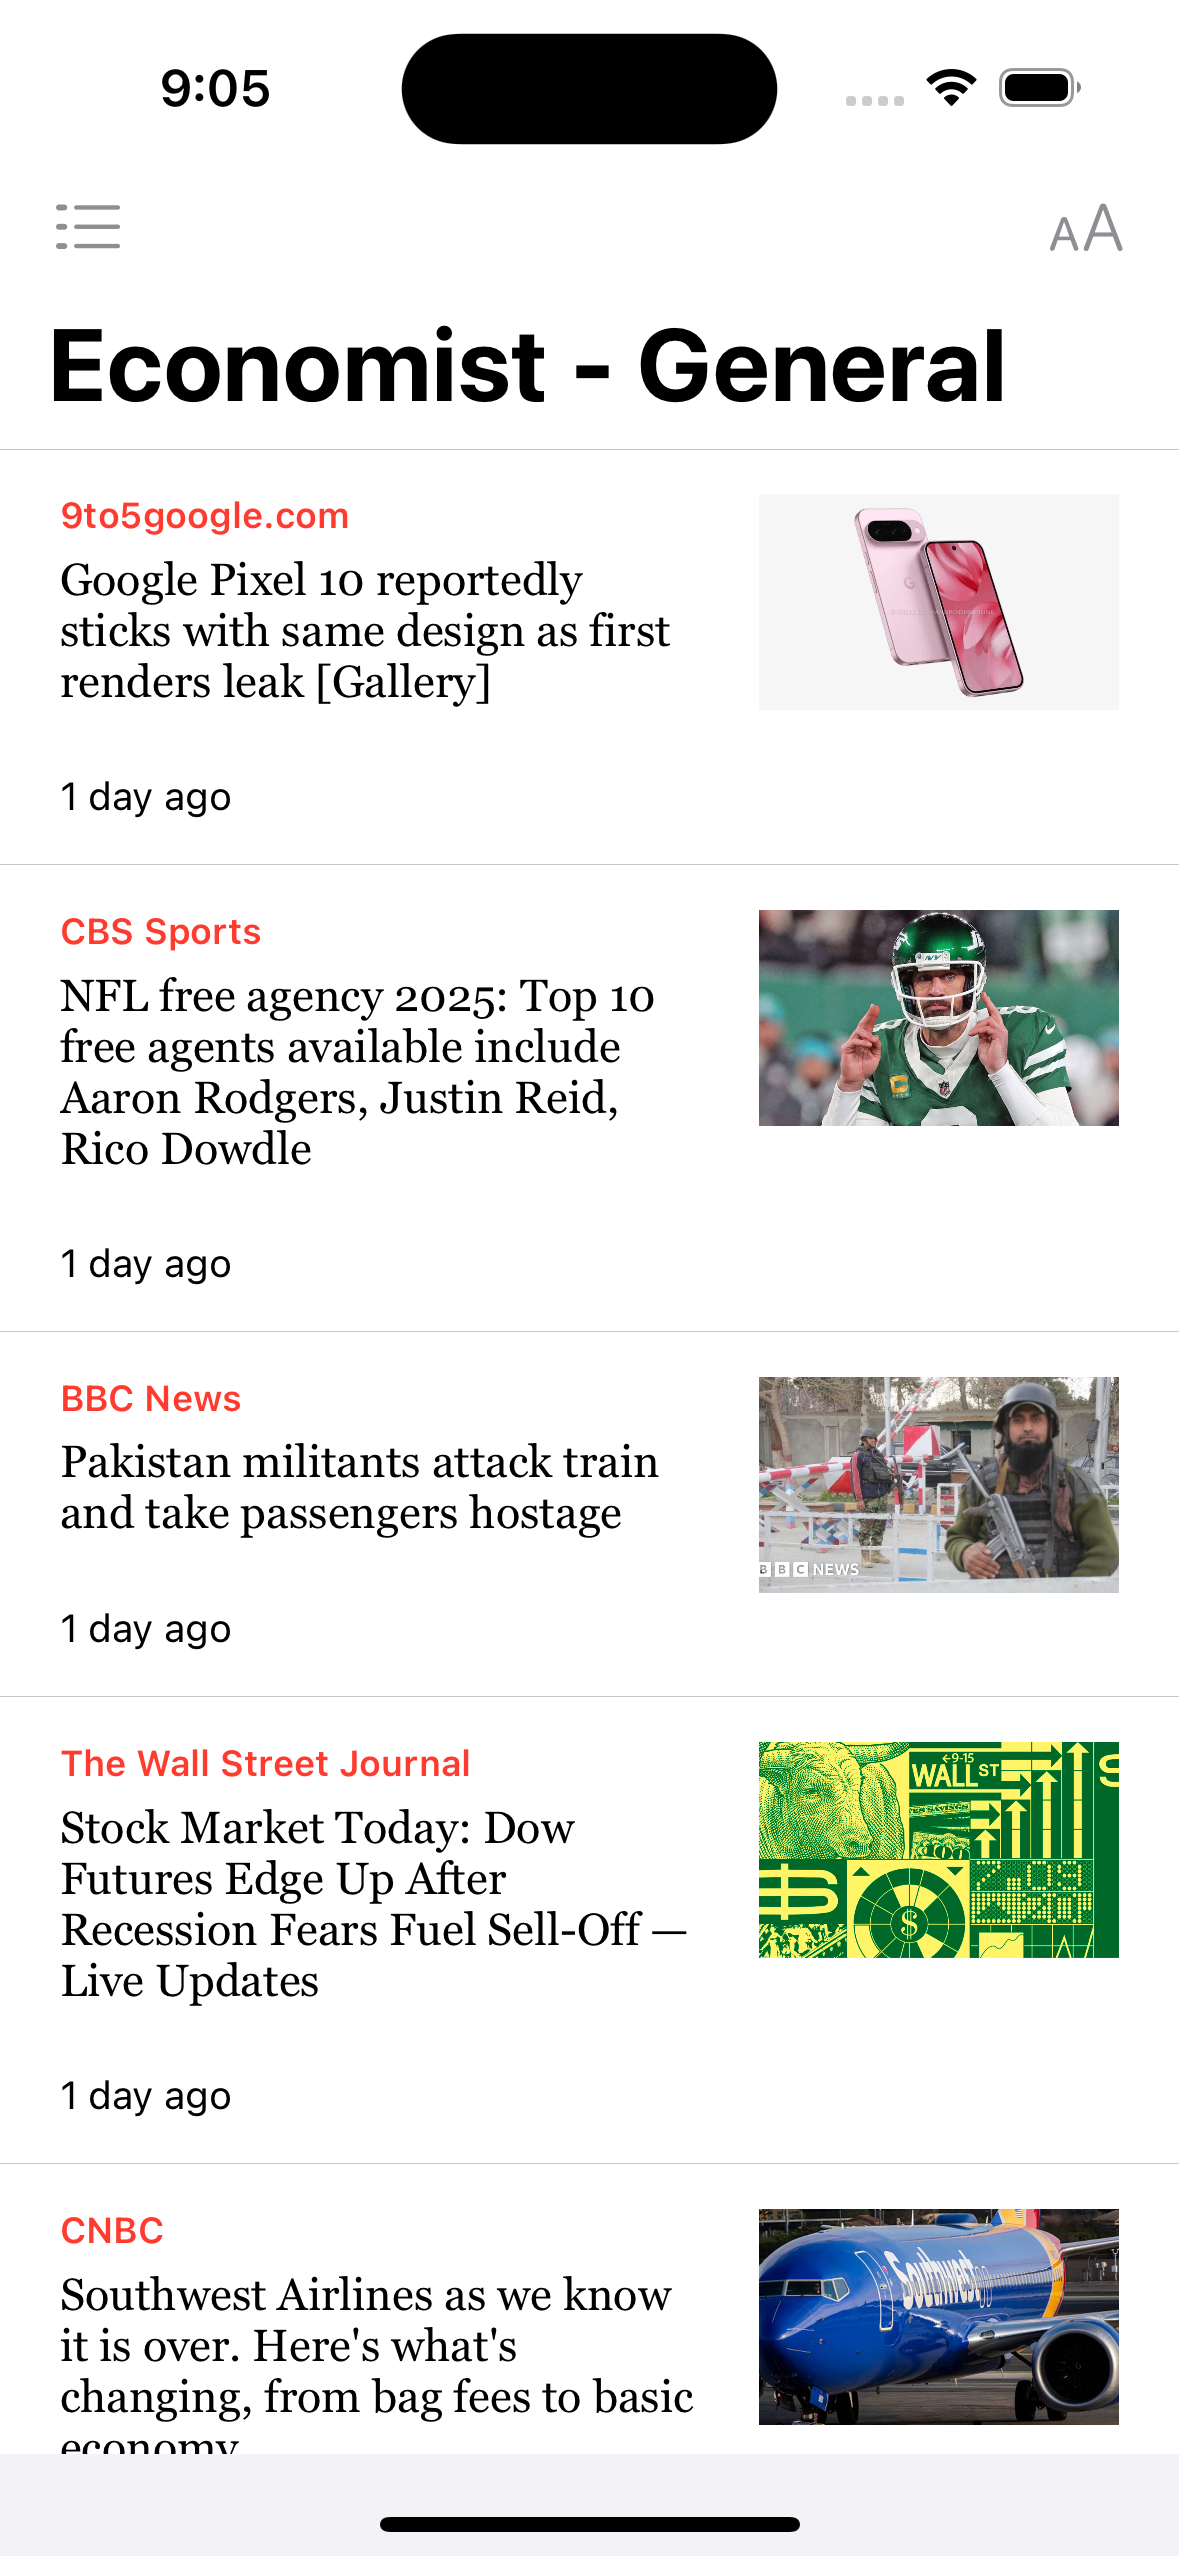 9:05
AA
Economist - General
9to5google.com
Google Pixel 10 reportedly
sticks with same design as first
renders leak [Gallery]
1 day ago
CBS Sports
NFL free agency 2025: Top 10
free agents available include
Aaron Rodgers, Justin Reid,
Rico Dowdle
1 day ago
BBC News
Pakistan militants attack train
and take passengers hostage
BBC NEWS
1 day ago
The Wall Street Journal
Stock Market Today: Dow
Futures Edge Up After
Recession Fears Fuel Sell-Off —
Live Updates
←9-15
WALL ST
$
$
1 day ago
CNBC
Southwest Airlines as we know
it is over. Here's what's
changing, from bag fees to basic
economy
Southwest